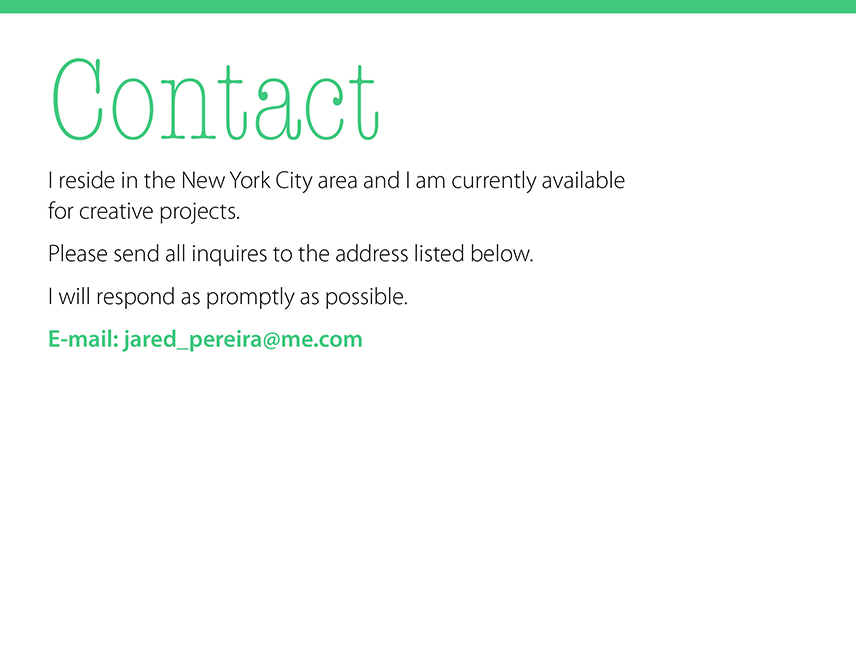 Contact
I reside in the New York City area and I am currently available
for creative projects.
Please send all inquires to the address listed below.
I will respond as promptly as possible.
E-mail: jared_pereira@me.com